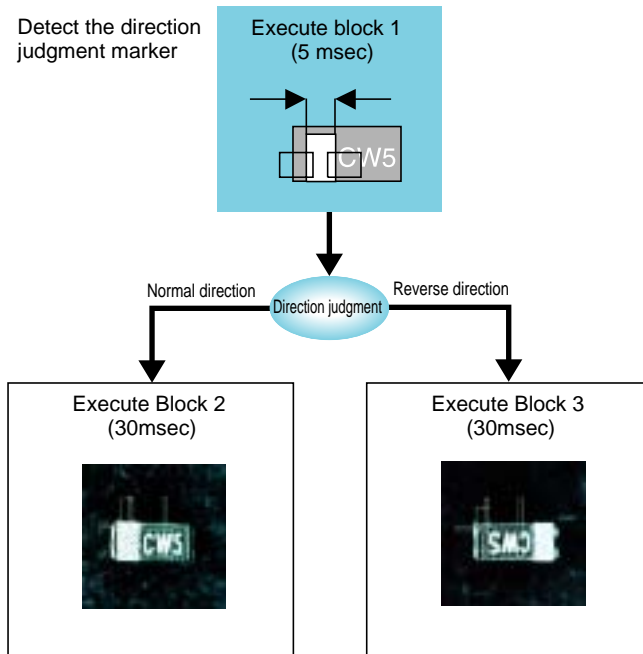 Detect the direction
judgment marker
Execute block 1
(5 msec)
CW5
Direction judgment
Normal direction
Reverse direction
Execute Block 2
(30msec)
CW5
Execute Block 3
(30msec)
CW5